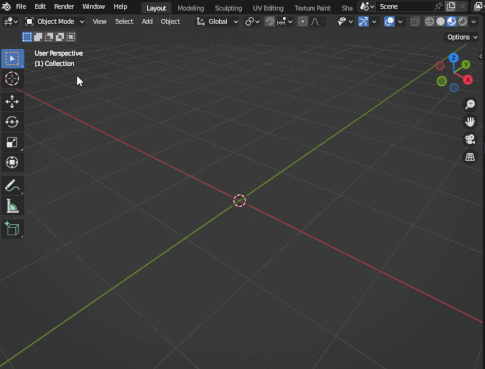 File Edit Render Window Help Layout Modeling Sculpting UV Editing Texture Paint Sha Scene
Object Mode View Select Add Object Global
Options
User Perspective
(1) Collection
Z
Y
X